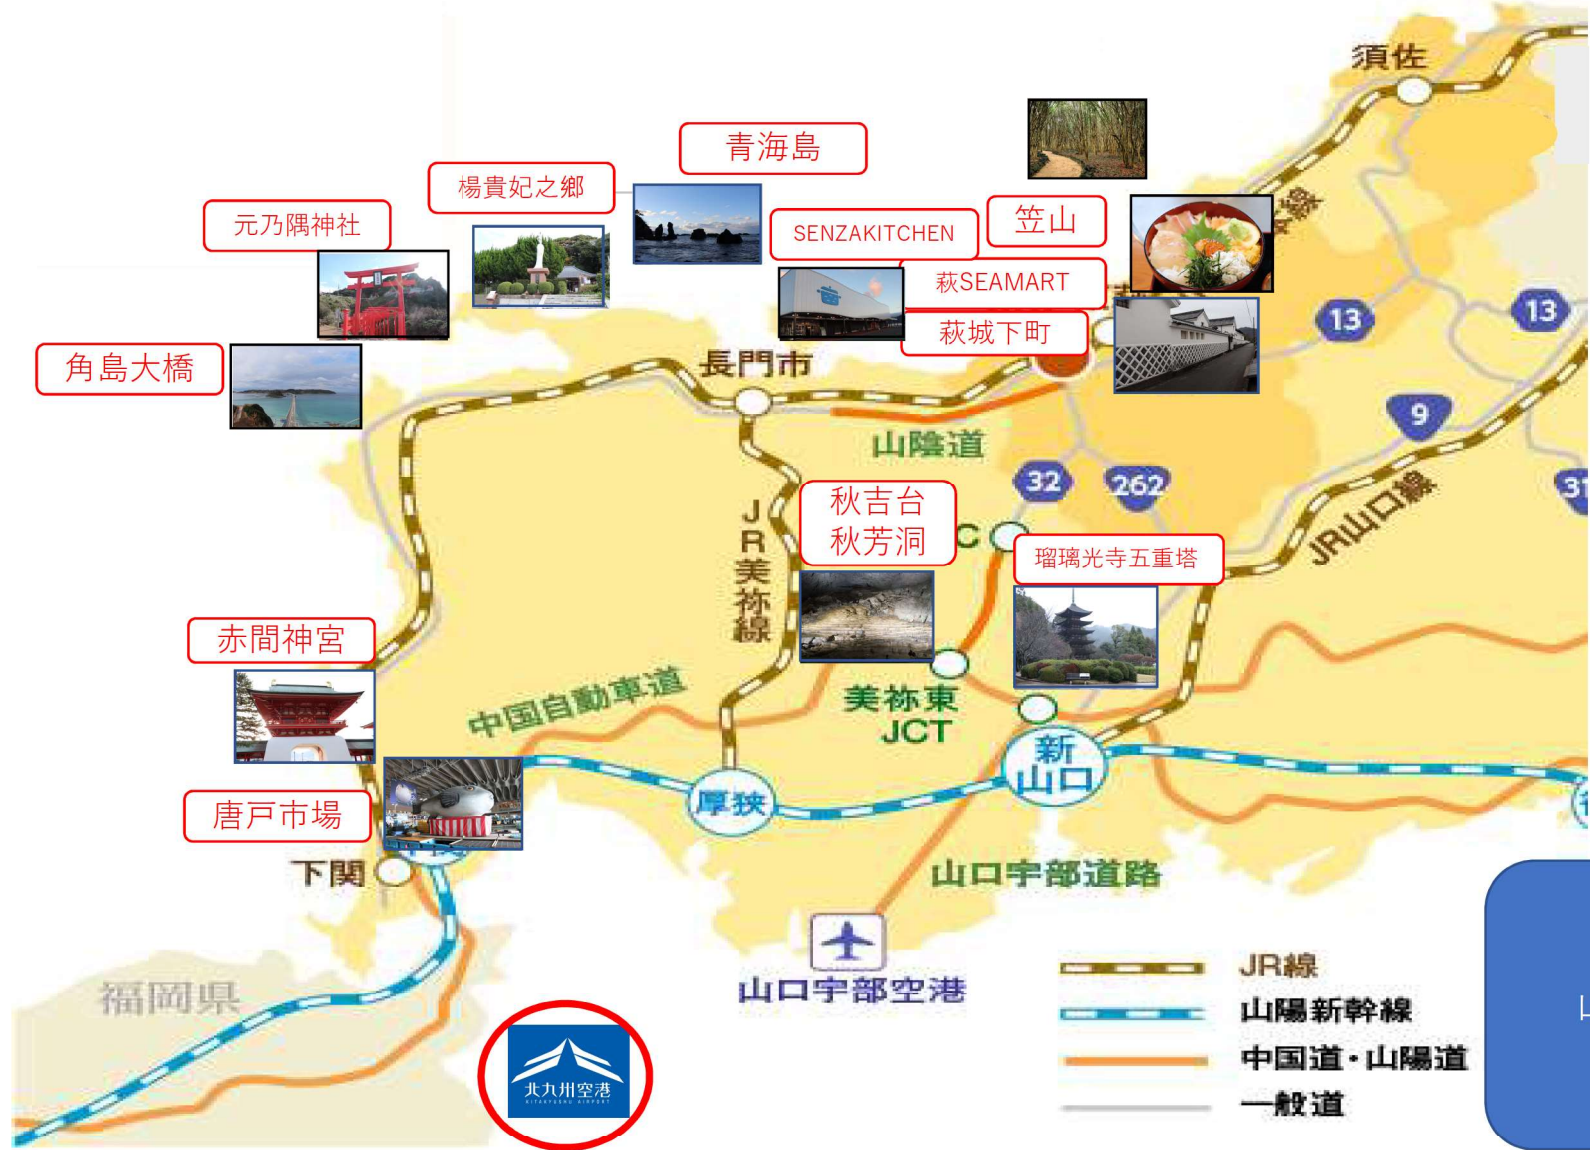 須佐
青海島
楊貴妃之郷
元乃隅神社
SENZAKITCHEN
笠山
萩SEAMART
萩城下町
角島大橋
長門市
13
13
9
山陰道
32
262
31
JR山口線
秋吉台
秋芳洞
C
瑠璃光寺五重塔
JR美祢線
赤間神宮
中国自動車道
美祢東
JCT
新
山口
厚狭
唐戸市場
下関
山口宇部道路
山口宇部空港
福岡県
北九州空港
KITAKYUSHU AIRPORT
JR線
山陽新幹線
中国道・山陽道
一般道